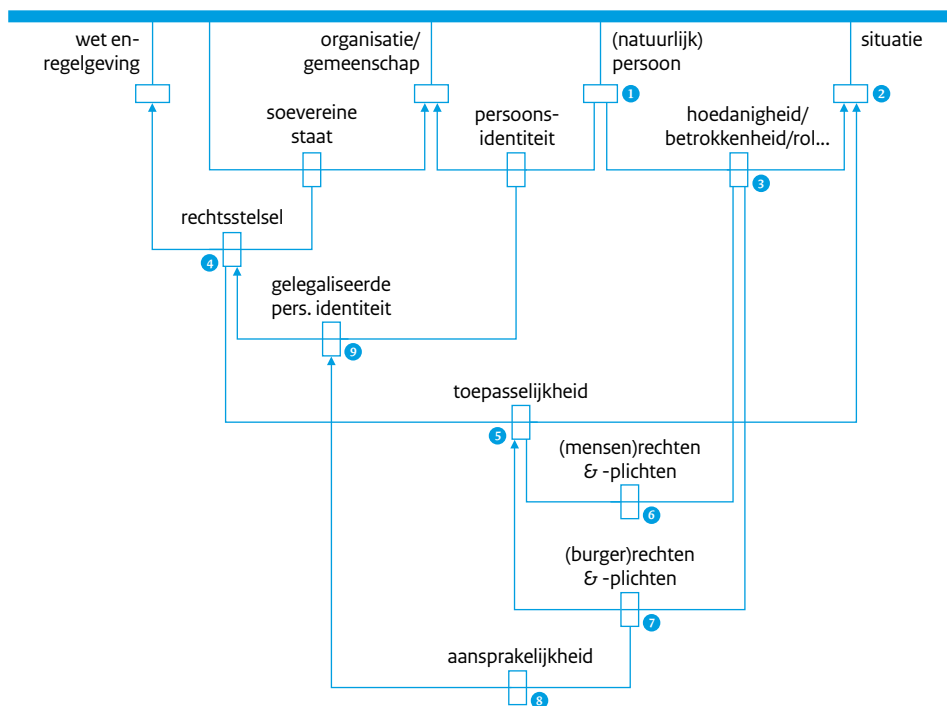 wet en-
regelgeving
organisatie/
gemeenschap
(natuurlijk)
persoon
situatie
1
2
soevereine
staat
persoons-
identiteit
hoedanigheid/
betrokkenheid/rol...
3
rechtsstelsel
4
gelegaliseerde
pers. identiteit
9
toepasselijkheid
5
(mensen)rechten
& -plichten
6
(burger)rechten
& -plichten
7
aansprakelijkheid
8